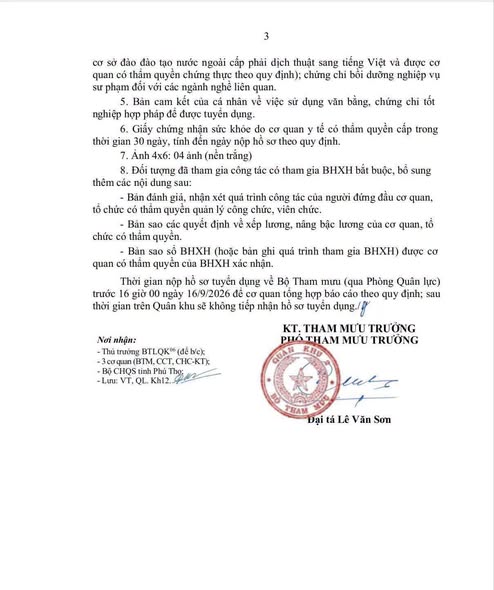 3
cơ sở đào đào tạo nước ngoài cấp phải dịch thuật sang tiếng Việt và được cơ
quan có thẩm quyền chứng thực theo quy định); chứng chỉ bồi dưỡng nghiệp vụ
sư phạm đối với các ngành nghề liên quan.
5. Bản cam kết của cá nhân về việc sử dụng văn bằng, chứng chỉ tốt
nghiệp hợp pháp để được tuyển dụng.
6. Giấy chứng nhận sức khỏe do cơ quan y tế có thẩm quyền cấp trong
thời gian 30 ngày, tính đến ngày nộp hồ sơ theo quy định.
7. Ảnh 4x6: 04 ảnh (nền trắng)
8. Đối tượng đã tham gia công tác có tham gia BHXH bắt buộc, bổ sung
thêm các nội dung sau:
- Bản đánh giá, nhận xét quá trình công tác của người đứng đầu cơ quan,
tổ chức có thẩm quyền quản lý công chức, viên chức.
- Bản sao các quyết định về xếp lương, nâng bậc lương của cơ quan, tổ
chức có thẩm quyền.
- Bản sao sổ BHXH (hoặc bản ghi quá trình tham gia BHXH) được cơ
quan có thẩm quyền của BHXH xác nhận.
Thời gian nộp hồ sơ tuyển dụng về Bộ Tham mưu (qua Phòng Quân lực)
trước 16 giờ 00 ngày 16/9/2026 để cơ quan tổng hợp báo cáo theo quy định; sau
thời gian trên Quân khu sẽ không tiếp nhận hồ sơ tuyển dụng./.
Nơi nhận:
- Thủ trưởng BTLQK (để b/c);
- 3 cơ quan (BTM, CCT, CHC-KT);
- Bộ CHQS tỉnh Phú Thọ;
- Lưu: VT, QL. Kh12.
KT. THAM MƯU TRƯỞNG
PHÓ THAM MƯU TRƯỞNG
QUÂN KHU 2
BỘ THAM MƯU
Đại tá Lê Văn Sơn